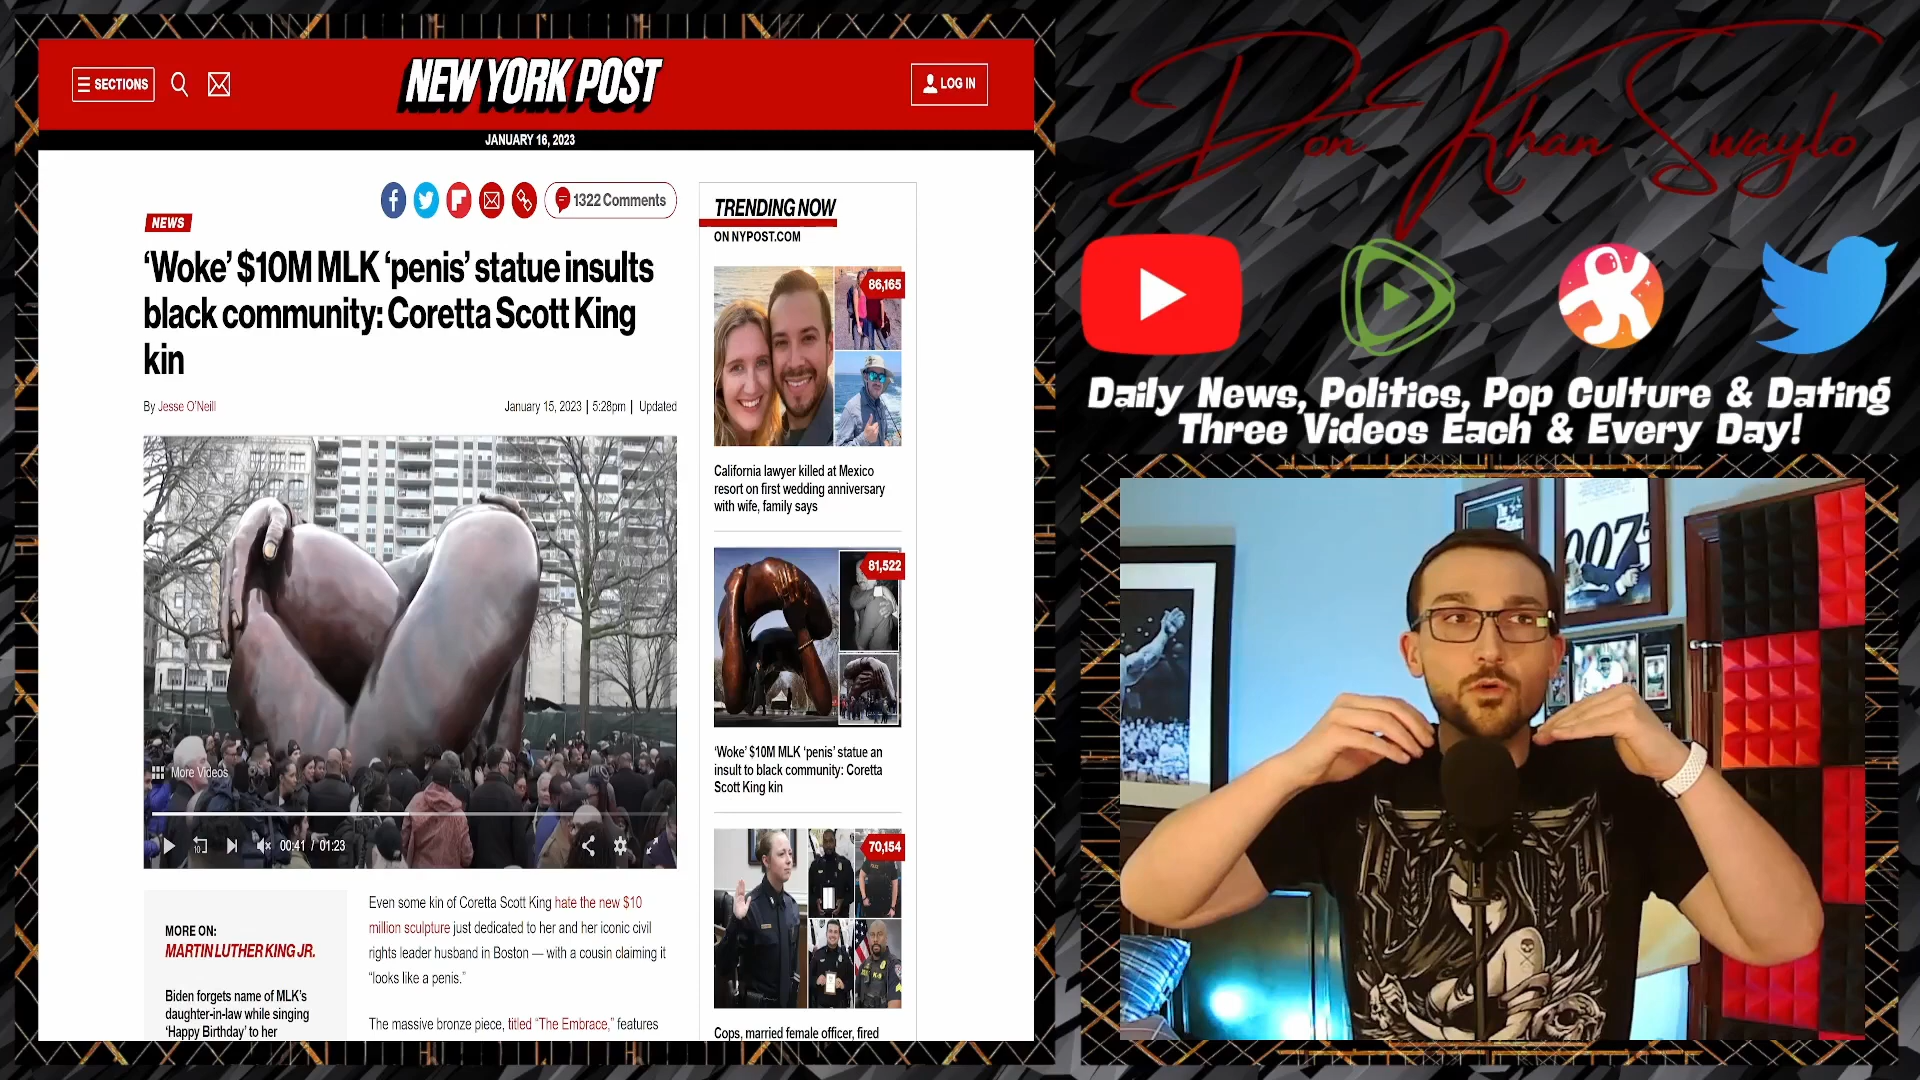 SECTIONS
NEW YORK POST
LOG IN
JANUARY 16, 2023
1322 Comments
NEWS
‘Woke’ $10M MLK ‘penis’ statue insults
black community: Coretta Scott King
kin
By Jesse O’Neill
January 15, 2023 | 5:28pm | Updated
More Videos
10
00:41 / 01:23
MORE ON:
MARTIN LUTHER KING JR.
Biden forgets name of MLK’s
daughter-in-law while singing
‘Happy Birthday’ to her
Even some kin of Coretta Scott King hate the new $10
million sculpture just dedicated to her and her iconic civil
rights leader husband in Boston — with a cousin claiming it
“looks like a penis.”
The massive bronze piece, titled “The Embrace,” features
TRENDING NOW
ON NYPOST.COM
86,165
California lawyer killed at Mexico
resort on first wedding anniversary
with wife, family says
81,522
‘Woke’ $10M MLK ‘penis’ statue an
insult to black community: Coretta
Scott King kin
70,154
Cops, married female officer, fired
Don Khan Swaylo
Daily News, Politics, Pop Culture & Dating
Three Videos Each & Every Day!
007